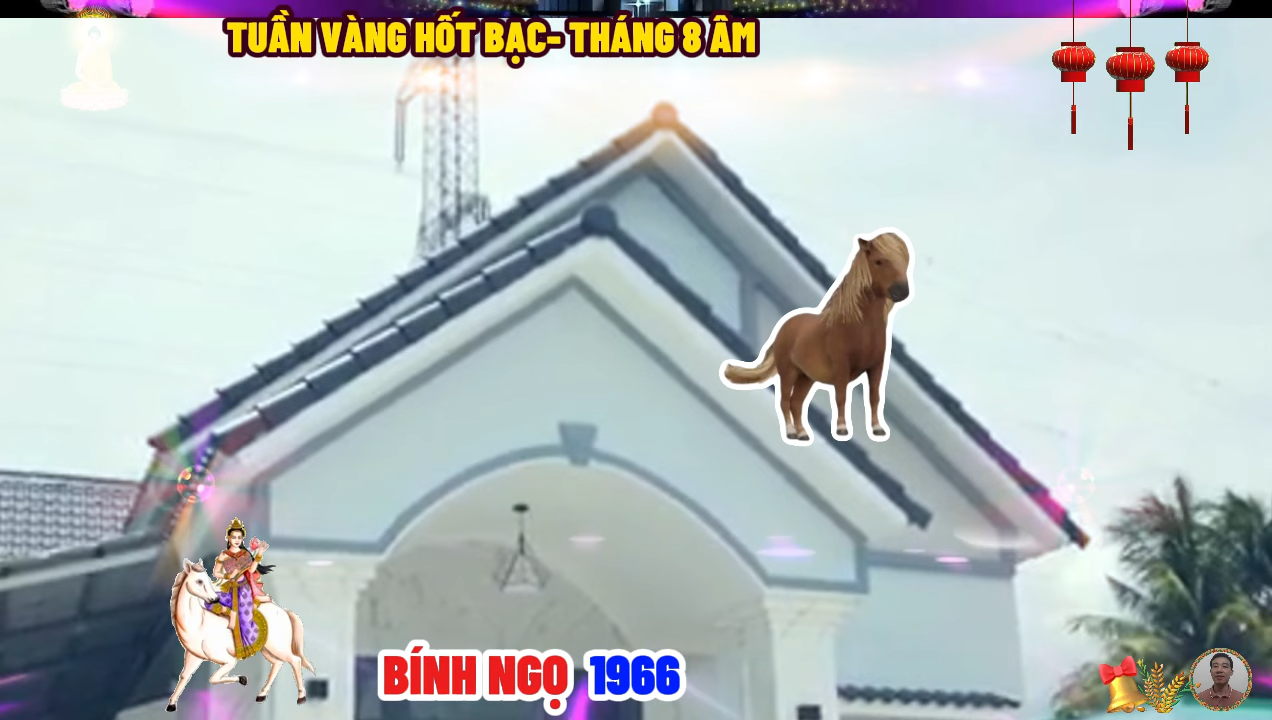 TUẦN VÀNG HỐT BẠC- THÁNG 8 ÂM
BÍNH NGỌ 1966